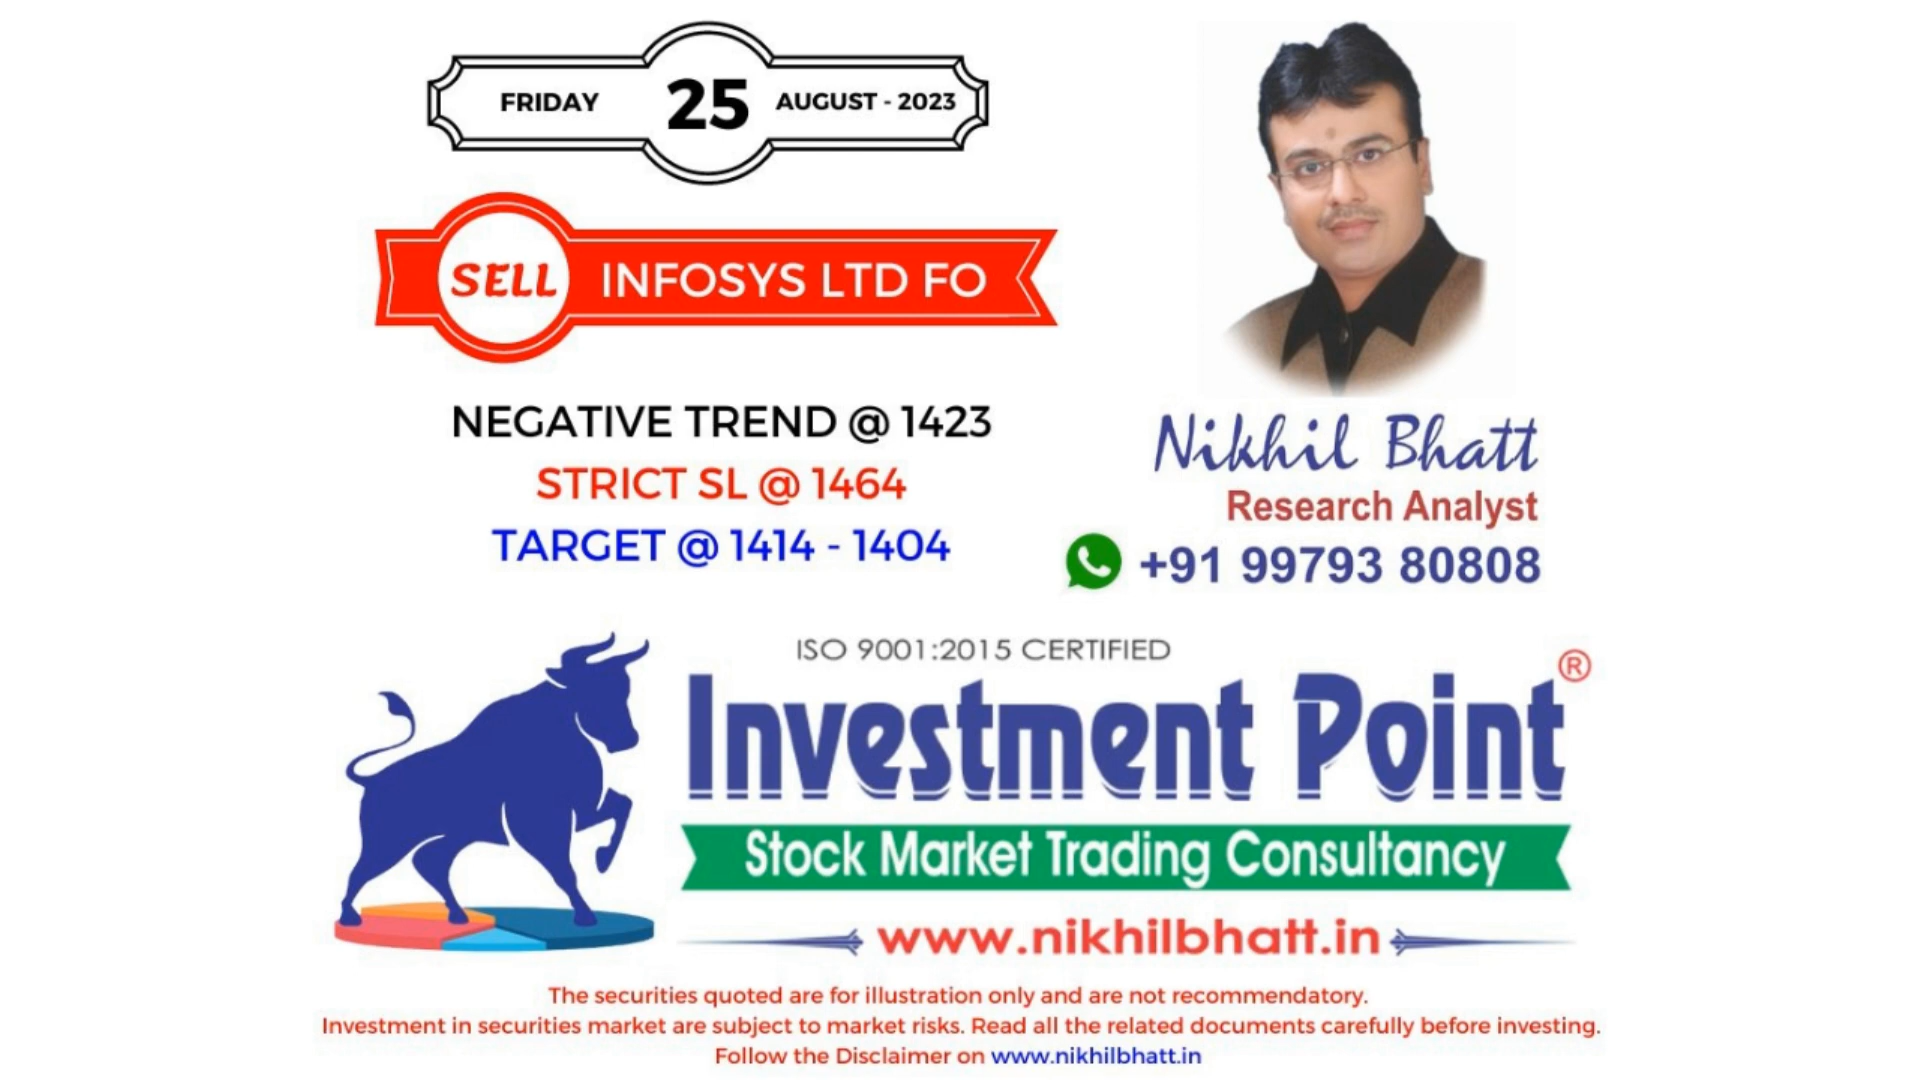 FRIDAY 25 AUGUST - 2023
SELL INFOSYS LTD FO
NEGATIVE TREND @ 1423
STRICT SL @ 1464
TARGET @ 1414 - 1404
Nikhil Bhatt
Research Analyst
+91 99793 80808
ISO 9001:2015 CERTIFIED
Investment Point ®
Stock Market Trading Consultancy
www.nikhilbhatt.in
The securities quoted are for illustration only and are not recommendatory.
Investment in securities market are subject to market risks. Read all the related documents carefully before investing.
Follow the Disclaimer on www.nikhilbhatt.in